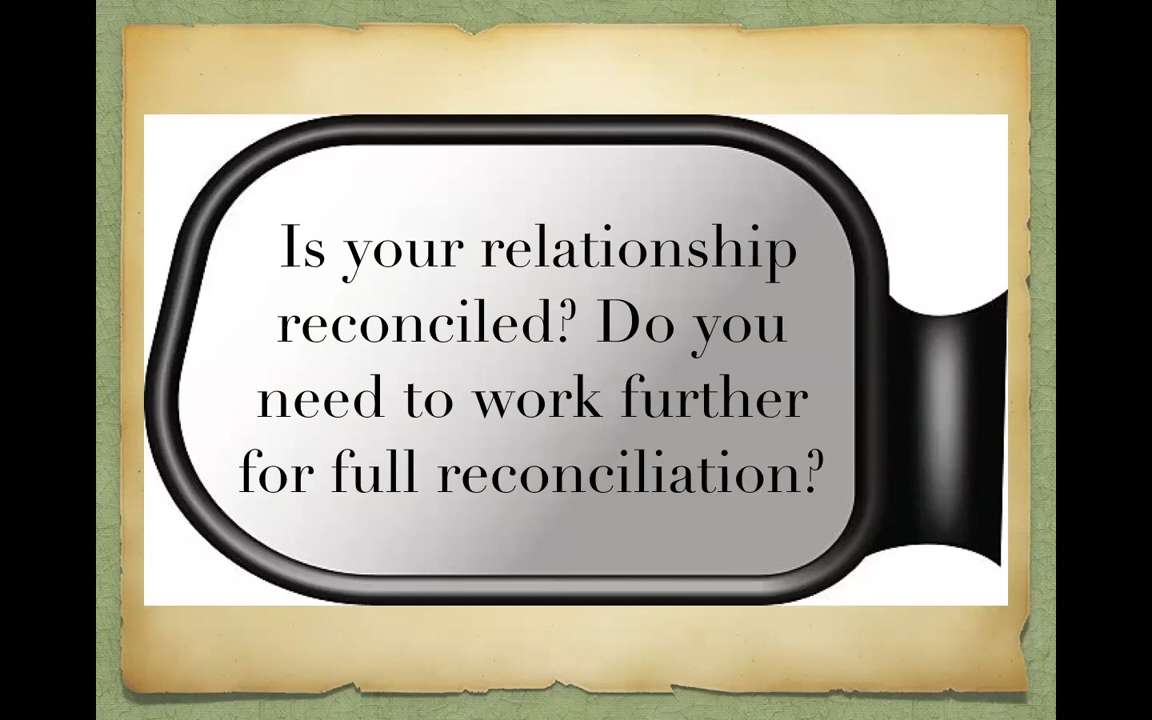 Is your relationship
reconciled? Do you
need to work further
for full reconciliation?